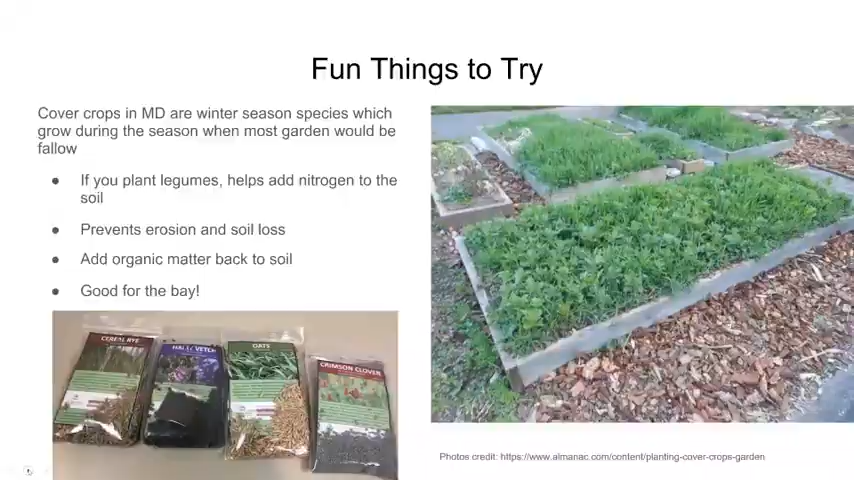 Fun Things to Try
Cover crops in MD are winter season species which
grow during the season when most garden would be
fallow
● If you plant legumes, helps add nitrogen to the
soil
● Prevents erosion and soil loss
● Add organic matter back to soil
● Good for the bay!
CEREAL RYE
HAIRY VETCH
OATS
CRIMSON CLOVER
Photos credit: https://www.almanac.com/content/planting-cover-crops-garden